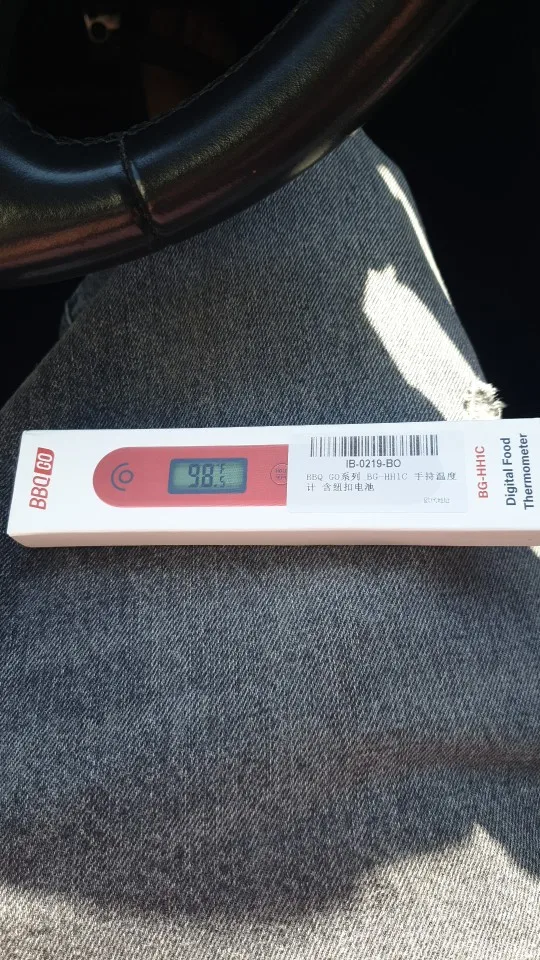 BBQ GO
98.5°F
IB-0219-BO
BBQ GO系列 BG-HH1C 手持温度
计 含纽扣电池
BG-HH1C
Digital Food
Thermometer